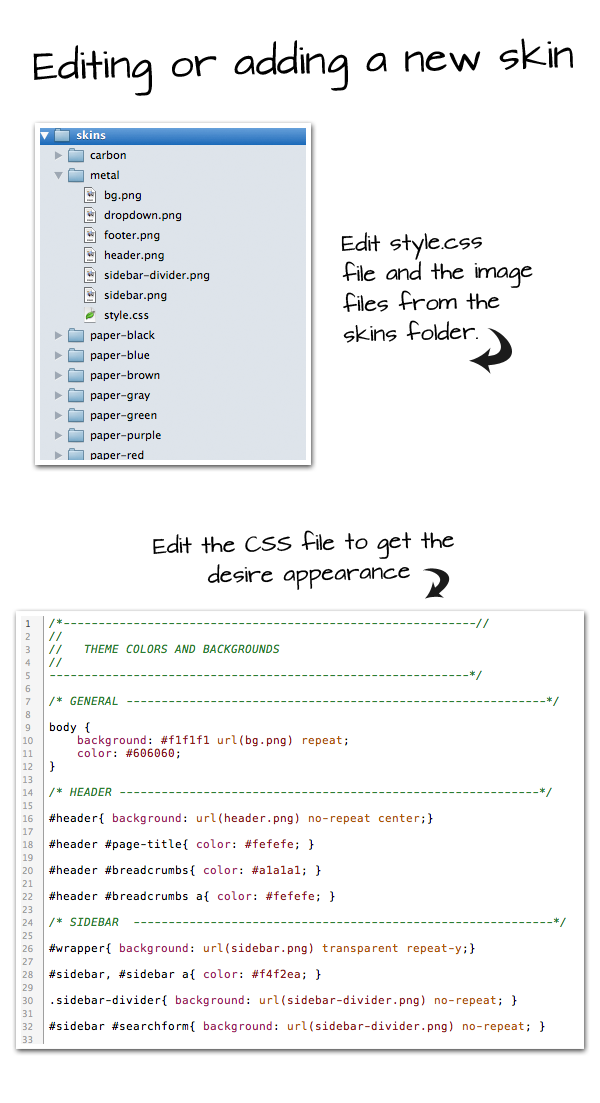 Editing or adding a new skin
skins
carbon
metal
bg.png
dropdown.png
footer.png
header.png
sidebar-divider.png
sidebar.png
style.css
paper-black
paper-blue
paper-brown
paper-gray
paper-green
paper-purple
paper-red
Edit style.css
file and the image
files from the
skins folder.
Edit the CSS file to get the
desire appearance
1 /*-----------------------------------------------------------//
2 //
3 //   THEME COLORS AND BACKGROUNDS
4 //
5 ------------------------------------------------------------*/
6
7 /* GENERAL ------------------------------------------------------------*/
8
9 body {
10     background: #f1f1f1 url(bg.png) repeat;
11     color: #606060;
12 }
13
14 /* HEADER ------------------------------------------------------------*/
15
16 #header{ background: url(header.png) no-repeat center;}
17
18 #header #page-title{ color: #fefefe; }
19
20 #header #breadcrumbs{ color: #a1a1a1; }
21
22 #header #breadcrumbs a{ color: #fefefe; }
23
24 /* SIDEBAR  ------------------------------------------------------------*/
25
26 #wrapper{ background: url(sidebar.png) transparent repeat-y;}
27
28 #sidebar, #sidebar a{ color: #f4f2ea; }
29
30 .sidebar-divider{ background: url(sidebar-divider.png) no-repeat; }
31
32 #sidebar #searchform{ background: url(sidebar-divider.png) no-repeat; }
33